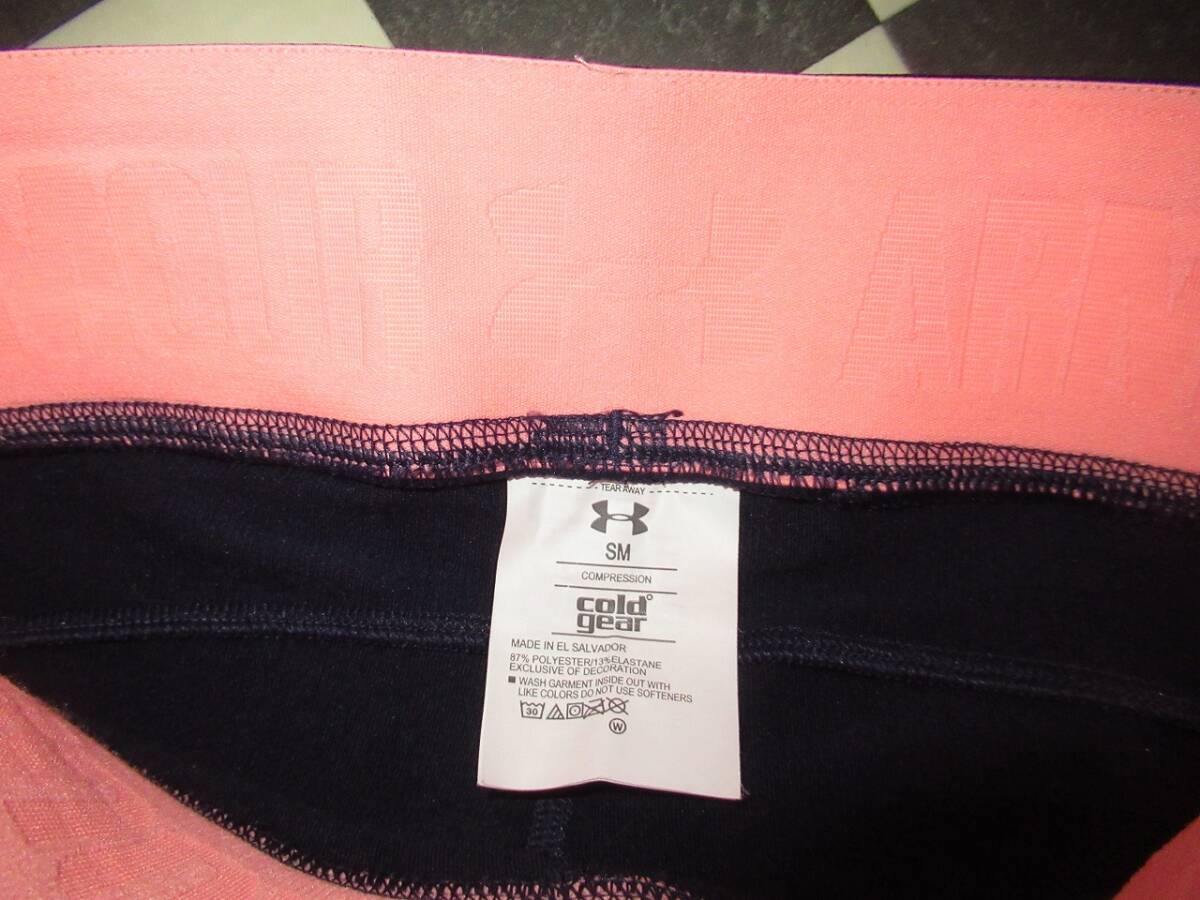 OUR ARM
TEAR AWAY
SM
COMPRESSION
cold°
gear
MADE IN EL SALVADOR
87% POLYESTER/13%ELASTANE
EXCLUSIVE OF DECORATION
■ WASH GARMENT INSIDE OUT WITH
LIKE COLORS DO NOT USE SOFTENERS
30
W